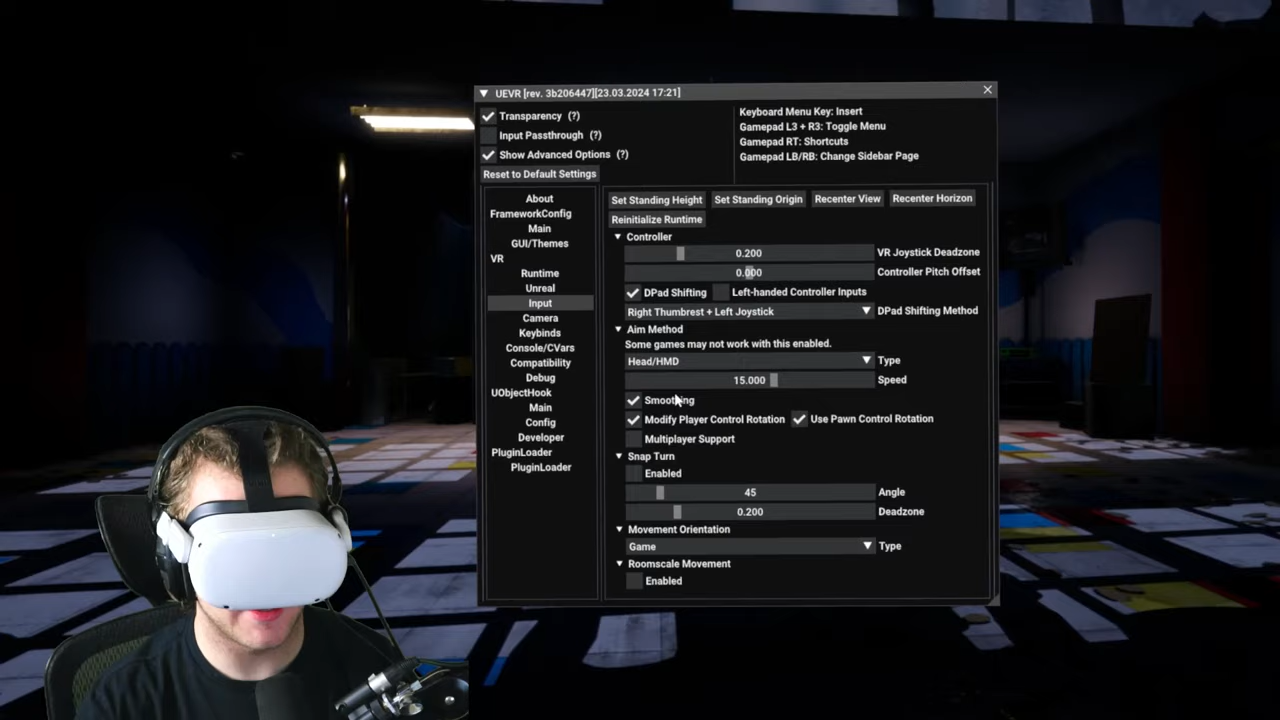 UEVR [rev. 3b206447][23.03.2024 17:21]
Transparency (?)
Input Passthrough (?)
Show Advanced Options (?)
Reset to Default Settings
Keyboard Menu Key: Insert
Gamepad L3 + R3: Toggle Menu
Gamepad RT: Shortcuts
Gamepad LB/RB: Change Sidebar Page
About
FrameworkConfig
Main
GUI/Themes
VR
Runtime
Unreal
Input
Camera
Keybinds
Console/CVars
Compatibility
Debug
UObjectHook
Main
Config
Developer
PluginLoader
PluginLoader
Set Standing Height Set Standing Origin Recenter View Recenter Horizon
Reinitialize Runtime
Controller
0.200 VR Joystick Deadzone
0.000 Controller Pitch Offset
DPad Shifting Left-handed Controller Inputs
Right Thumbrest + Left Joystick DPad Shifting Method
Aim Method
Some games may not work with this enabled.
Head/HMD Type
15.000 Speed
Smoothing
Modify Player Control Rotation Use Pawn Control Rotation
Multiplayer Support
Snap Turn
Enabled
45 Angle
0.200 Deadzone
Movement Orientation
Game Type
Roomscale Movement
Enabled